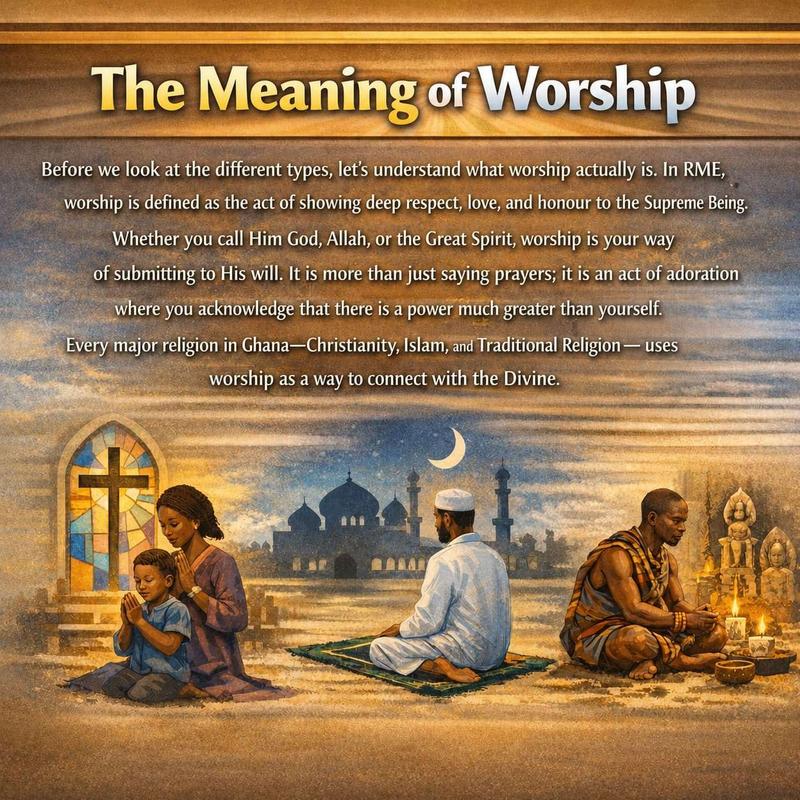 The Meaning of Worship
Before we look at the different types, let's understand what worship actually is. In RME,
worship is defined as the act of showing deep respect, love, and honour to the Supreme Being.
Whether you call Him God, Allah, or the Great Spirit, worship is your way
of submitting to His will. It is more than just saying prayers; it is an act of adoration
where you acknowledge that there is a power much greater than yourself.
Every major religion in Ghana—Christianity, Islam, and Traditional Religion— uses
worship as a way to connect with the Divine.